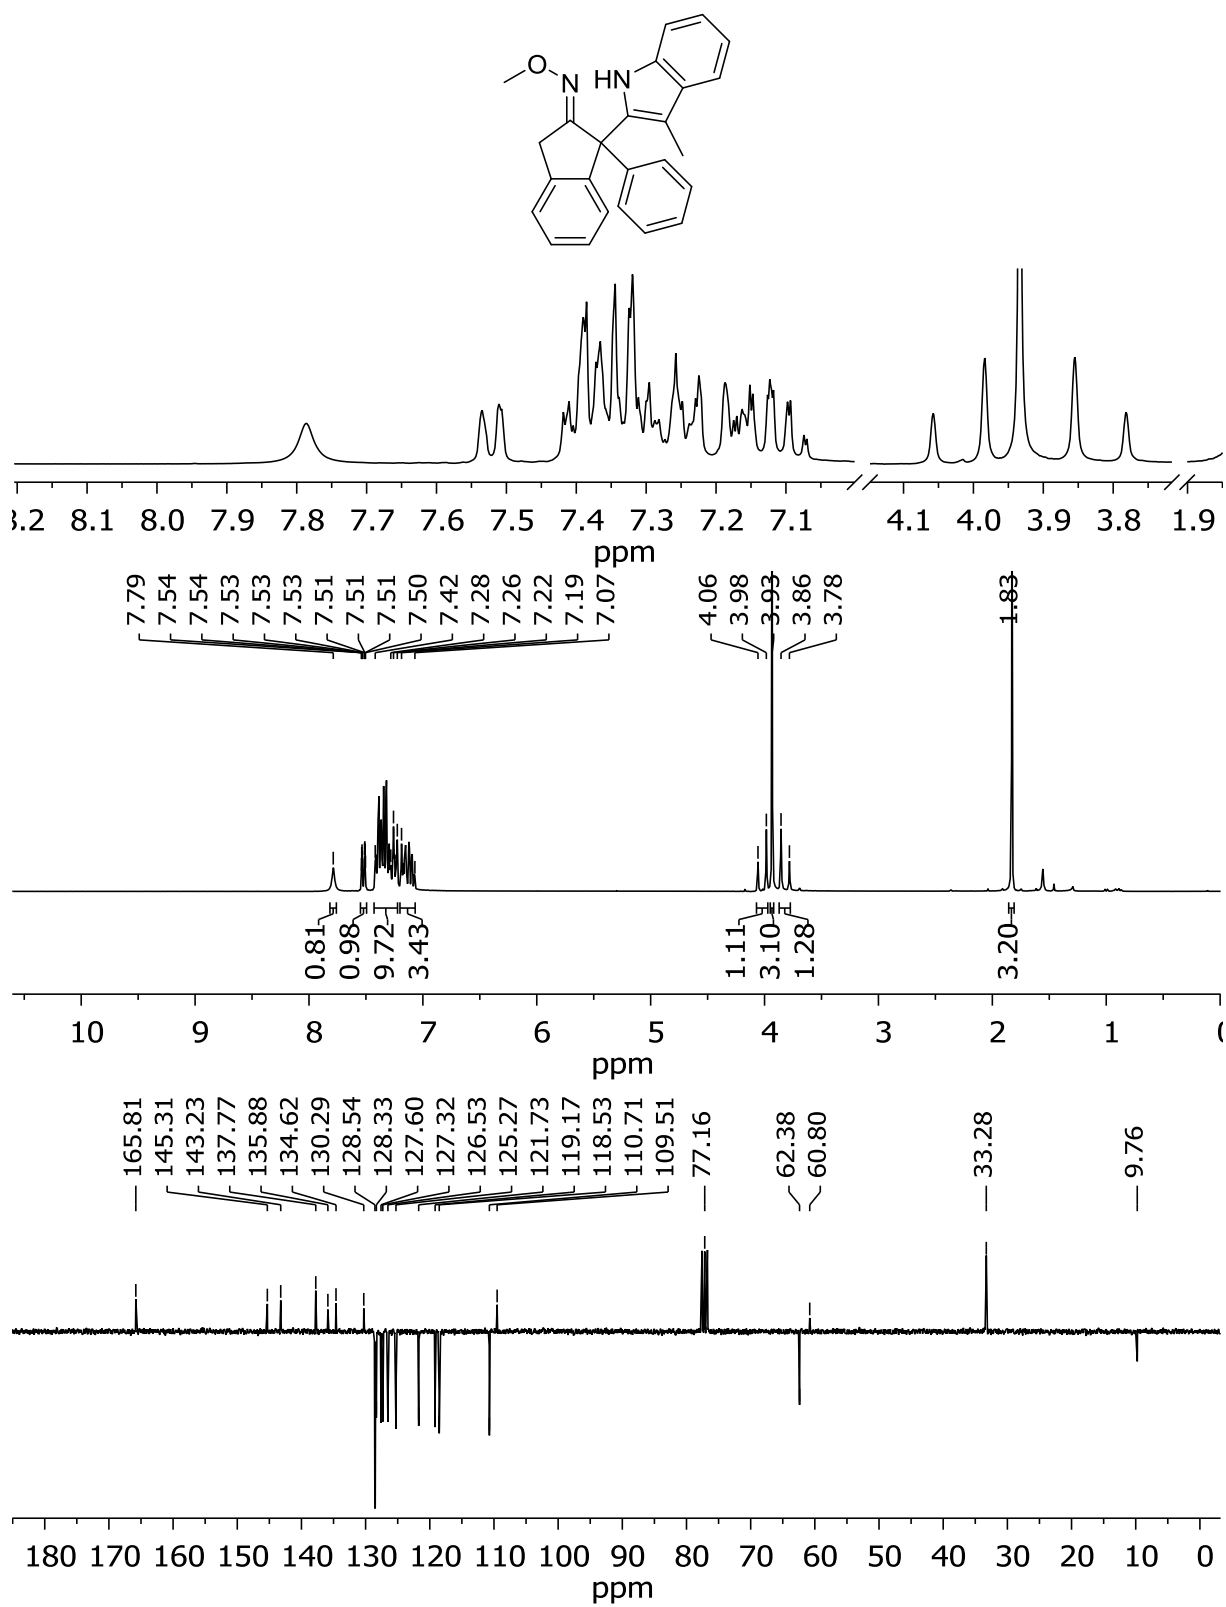 O
N
HN
8.2 8.1 8.0 7.9 7.8 7.7 7.6 7.5 7.4 7.3 7.2 7.1 4.1 4.0 3.9 3.8 1.9
ppm
7.79 7.54 7.54 7.53 7.53 7.53 7.51 7.51 7.51 7.50 7.42 7.28 7.26 7.22 7.19 7.07 4.06 3.98 3.93 3.86 3.78 1.83
0.81 0.98 9.72 3.43 1.11 3.10 1.28 3.20
10 9 8 7 6 5 4 3 2 1 0
ppm
165.81 145.31 143.23 137.77 135.88 134.62 130.29 128.54 128.33 127.60 127.32 126.53 125.27 121.73 119.17 118.53 110.71 109.51 77.16 62.38 60.80 33.28 9.76
180 170 160 150 140 130 120 110 100 90 80 70 60 50 40 30 20 10 0
ppm